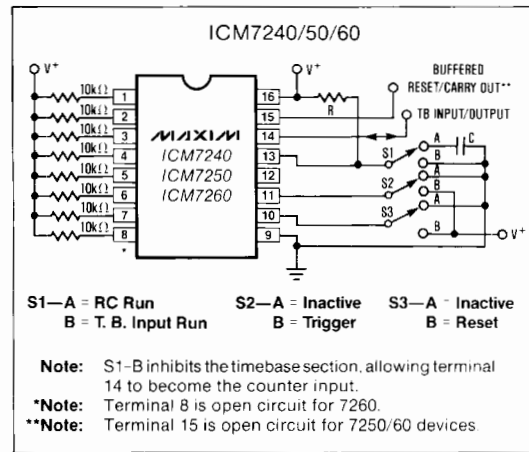 ICM7240/50/60
V+
10kΩ
10kΩ
10kΩ
10kΩ
10kΩ
10kΩ
10kΩ
10kΩ
1
2
3
4
5
6
7
8
*
MAXIM
ICM7240
ICM7250
ICM7260
16
15
14
13
12
11
10
9
V+
R
BUFFERED
RESET/CARRY OUT**
TB INPUT/OUTPUT
S1
A
C
B
S2
A
B
S3
A
B
V+
S1—A = RC Run
B = T. B. Input Run
S2—A = Inactive
B = Trigger
S3—A = Inactive
B = Reset
Note: S1-B inhibits the timebase section, allowing terminal
14 to become the counter input.
*Note: Terminal 8 is open circuit for 7260.
**Note: Terminal 15 is open circuit for 7250/60 devices.